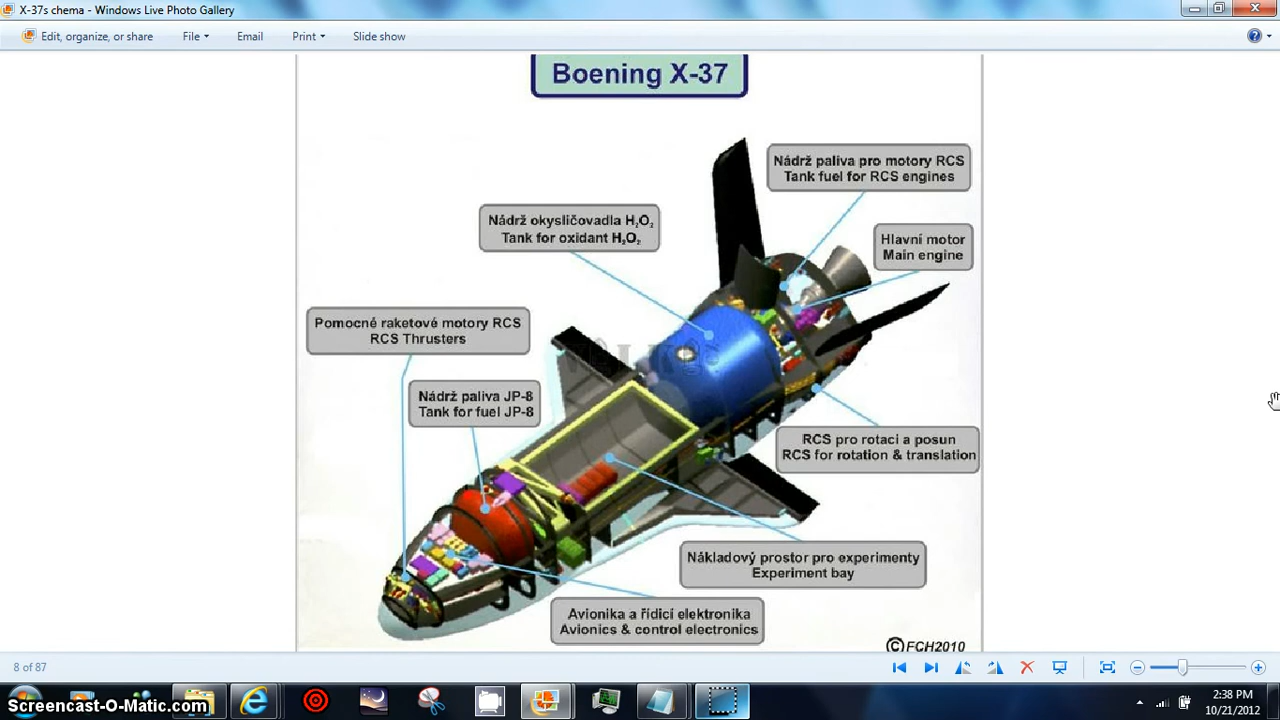 X-37s chema - Windows Live Photo Gallery
Edit, organize, or share
File
Email
Print
Slide show
Boening X-37
Nádrž paliva pro motory RCS
Tank fuel for RCS engines
Nádrž okysličovadla H₂O₂
Tank for oxidant H₂O₂
Hlavní motor
Main engine
Pomocné raketové motory RCS
RCS Thrusters
Nádrž paliva JP-8
Tank for fuel JP-8
RCS pro rotaci a posun
RCS for rotation & translation
Nákladový prostor pro experimenty
Experiment bay
Avionika a řídicí elektronika
Avionics & control electronics
©FCH2010
8 of 87
Screencast-O-Matic.com
2:38 PM
10/21/2012